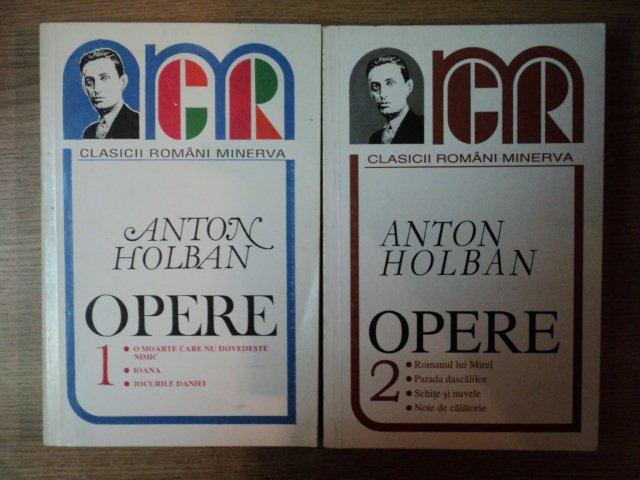 CR
CLASICII ROMÂNI MINERVA
ANTON
HOLBAN
OPERE
1
• O MOARTE CARE NU DOVEDEȘTE
NIMIC
• IOANA
• JOCURILE DANIEI
CR
CLASICII ROMÂNI MINERVA
ANTON
HOLBAN
OPERE
2
• Romanul lui Mirel
• Parada dascălilor
• Schițe și nuvele
• Note de călătorie